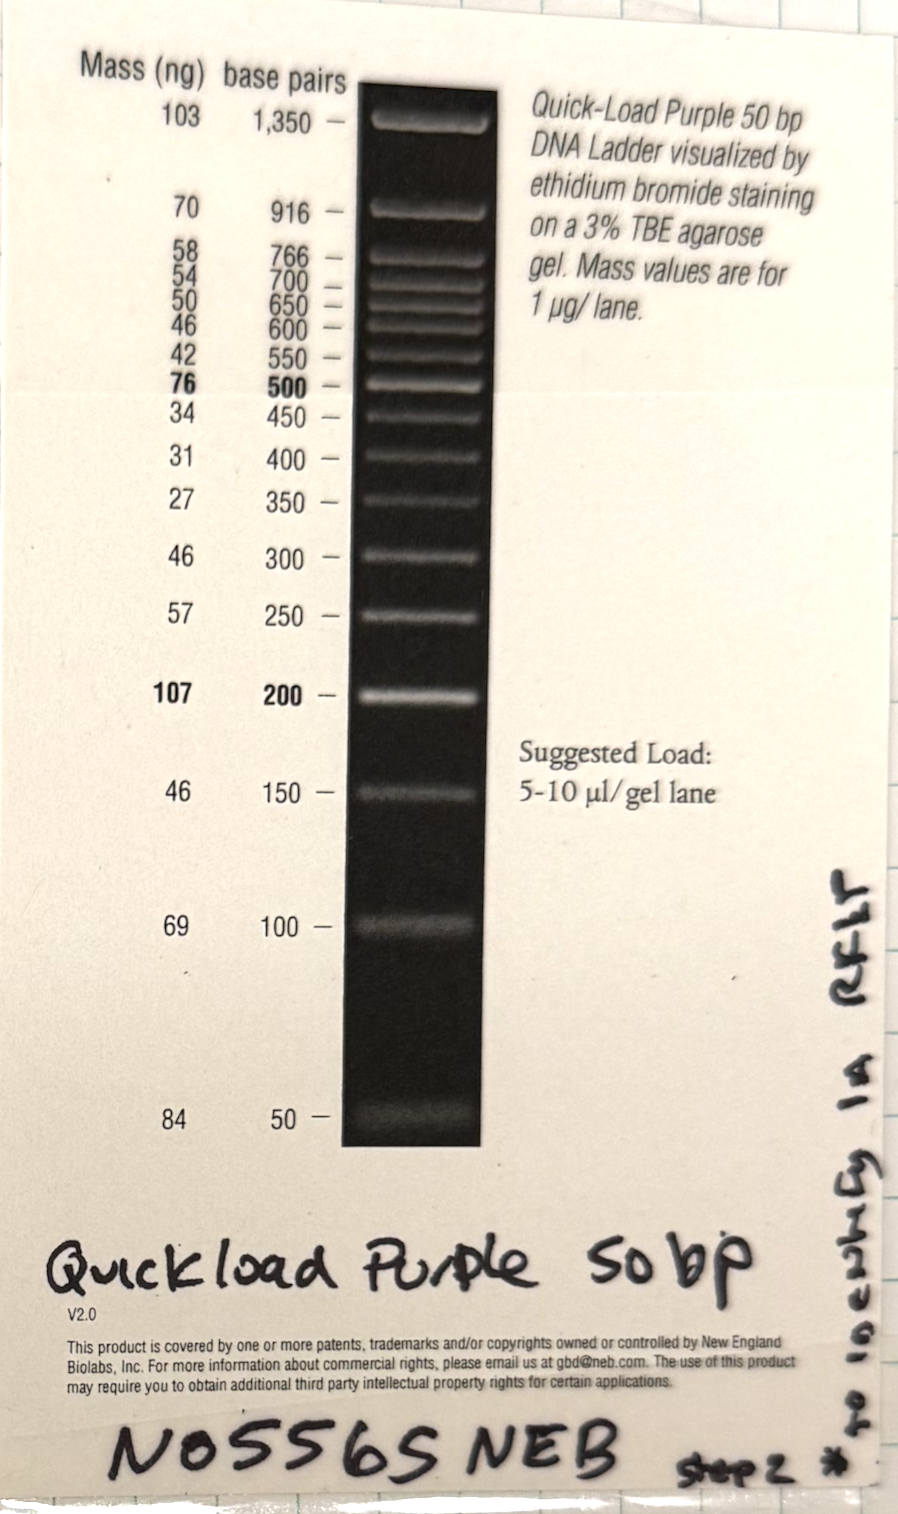 Mass (ng) base pairs
103 1,350 –
70 916 –
58 766 –
54 700 –
50 650 –
46 600 –
42 550 –
76 500 –
34 450 –
31 400 –
27 350 –
46 300 –
57 250 –
107 200 –
46 150 –
69 100 –
84 50 –
Quick-Load Purple 50 bp
DNA Ladder visualized by
ethidium bromide staining
on a 3% TBE agarose
gel. Mass values are for
1 µg/ lane.
Suggested Load:
5-10 µl/gel lane
Quickload Purple 50 bp
V2.0
This product is covered by one or more patents, trademarks and/or copyrights owned or controlled by New England
Biolabs, Inc. For more information about commercial rights, please email us at gbd@neb.com. The use of this product
may require you to obtain additional third party intellectual property rights for certain applications.
N0556S NEB
step 2
* to identify in RFLP